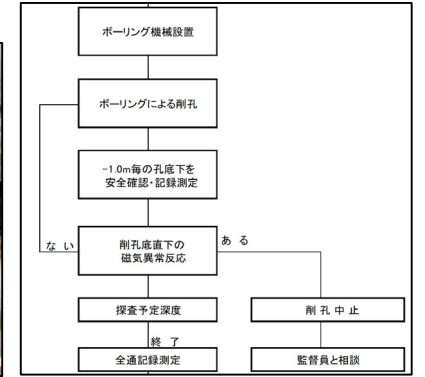 ボーリング機械設置
ボーリングによる削孔
-1.0m毎の孔底下を
安全確認・記録測定
ない
削孔底直下の
磁気異常反応
ある
探査予定深度
削孔中止
終了
全通記録測定
監督員と相談